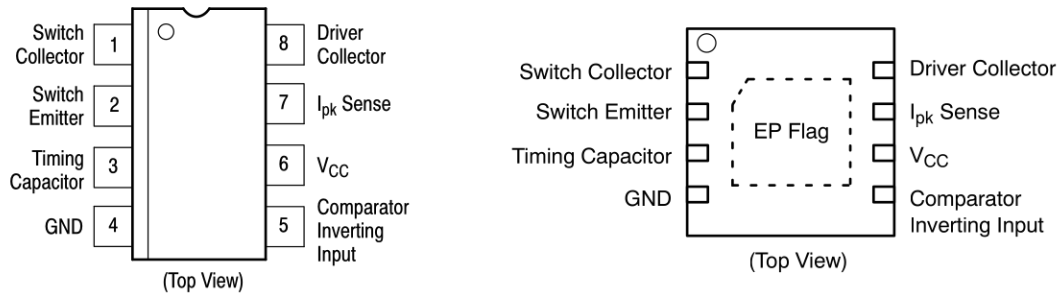 Switch
Collector
1
8
Driver
Collector
Switch
Emitter
2
7
Ipk Sense
Timing
Capacitor
3
6
VCC
GND
4
5
Comparator
Inverting
Input
(Top View)
Switch Collector
Driver Collector
Switch Emitter
Ipk Sense
EP Flag
Timing Capacitor
VCC
GND
Comparator
Inverting Input
(Top View)